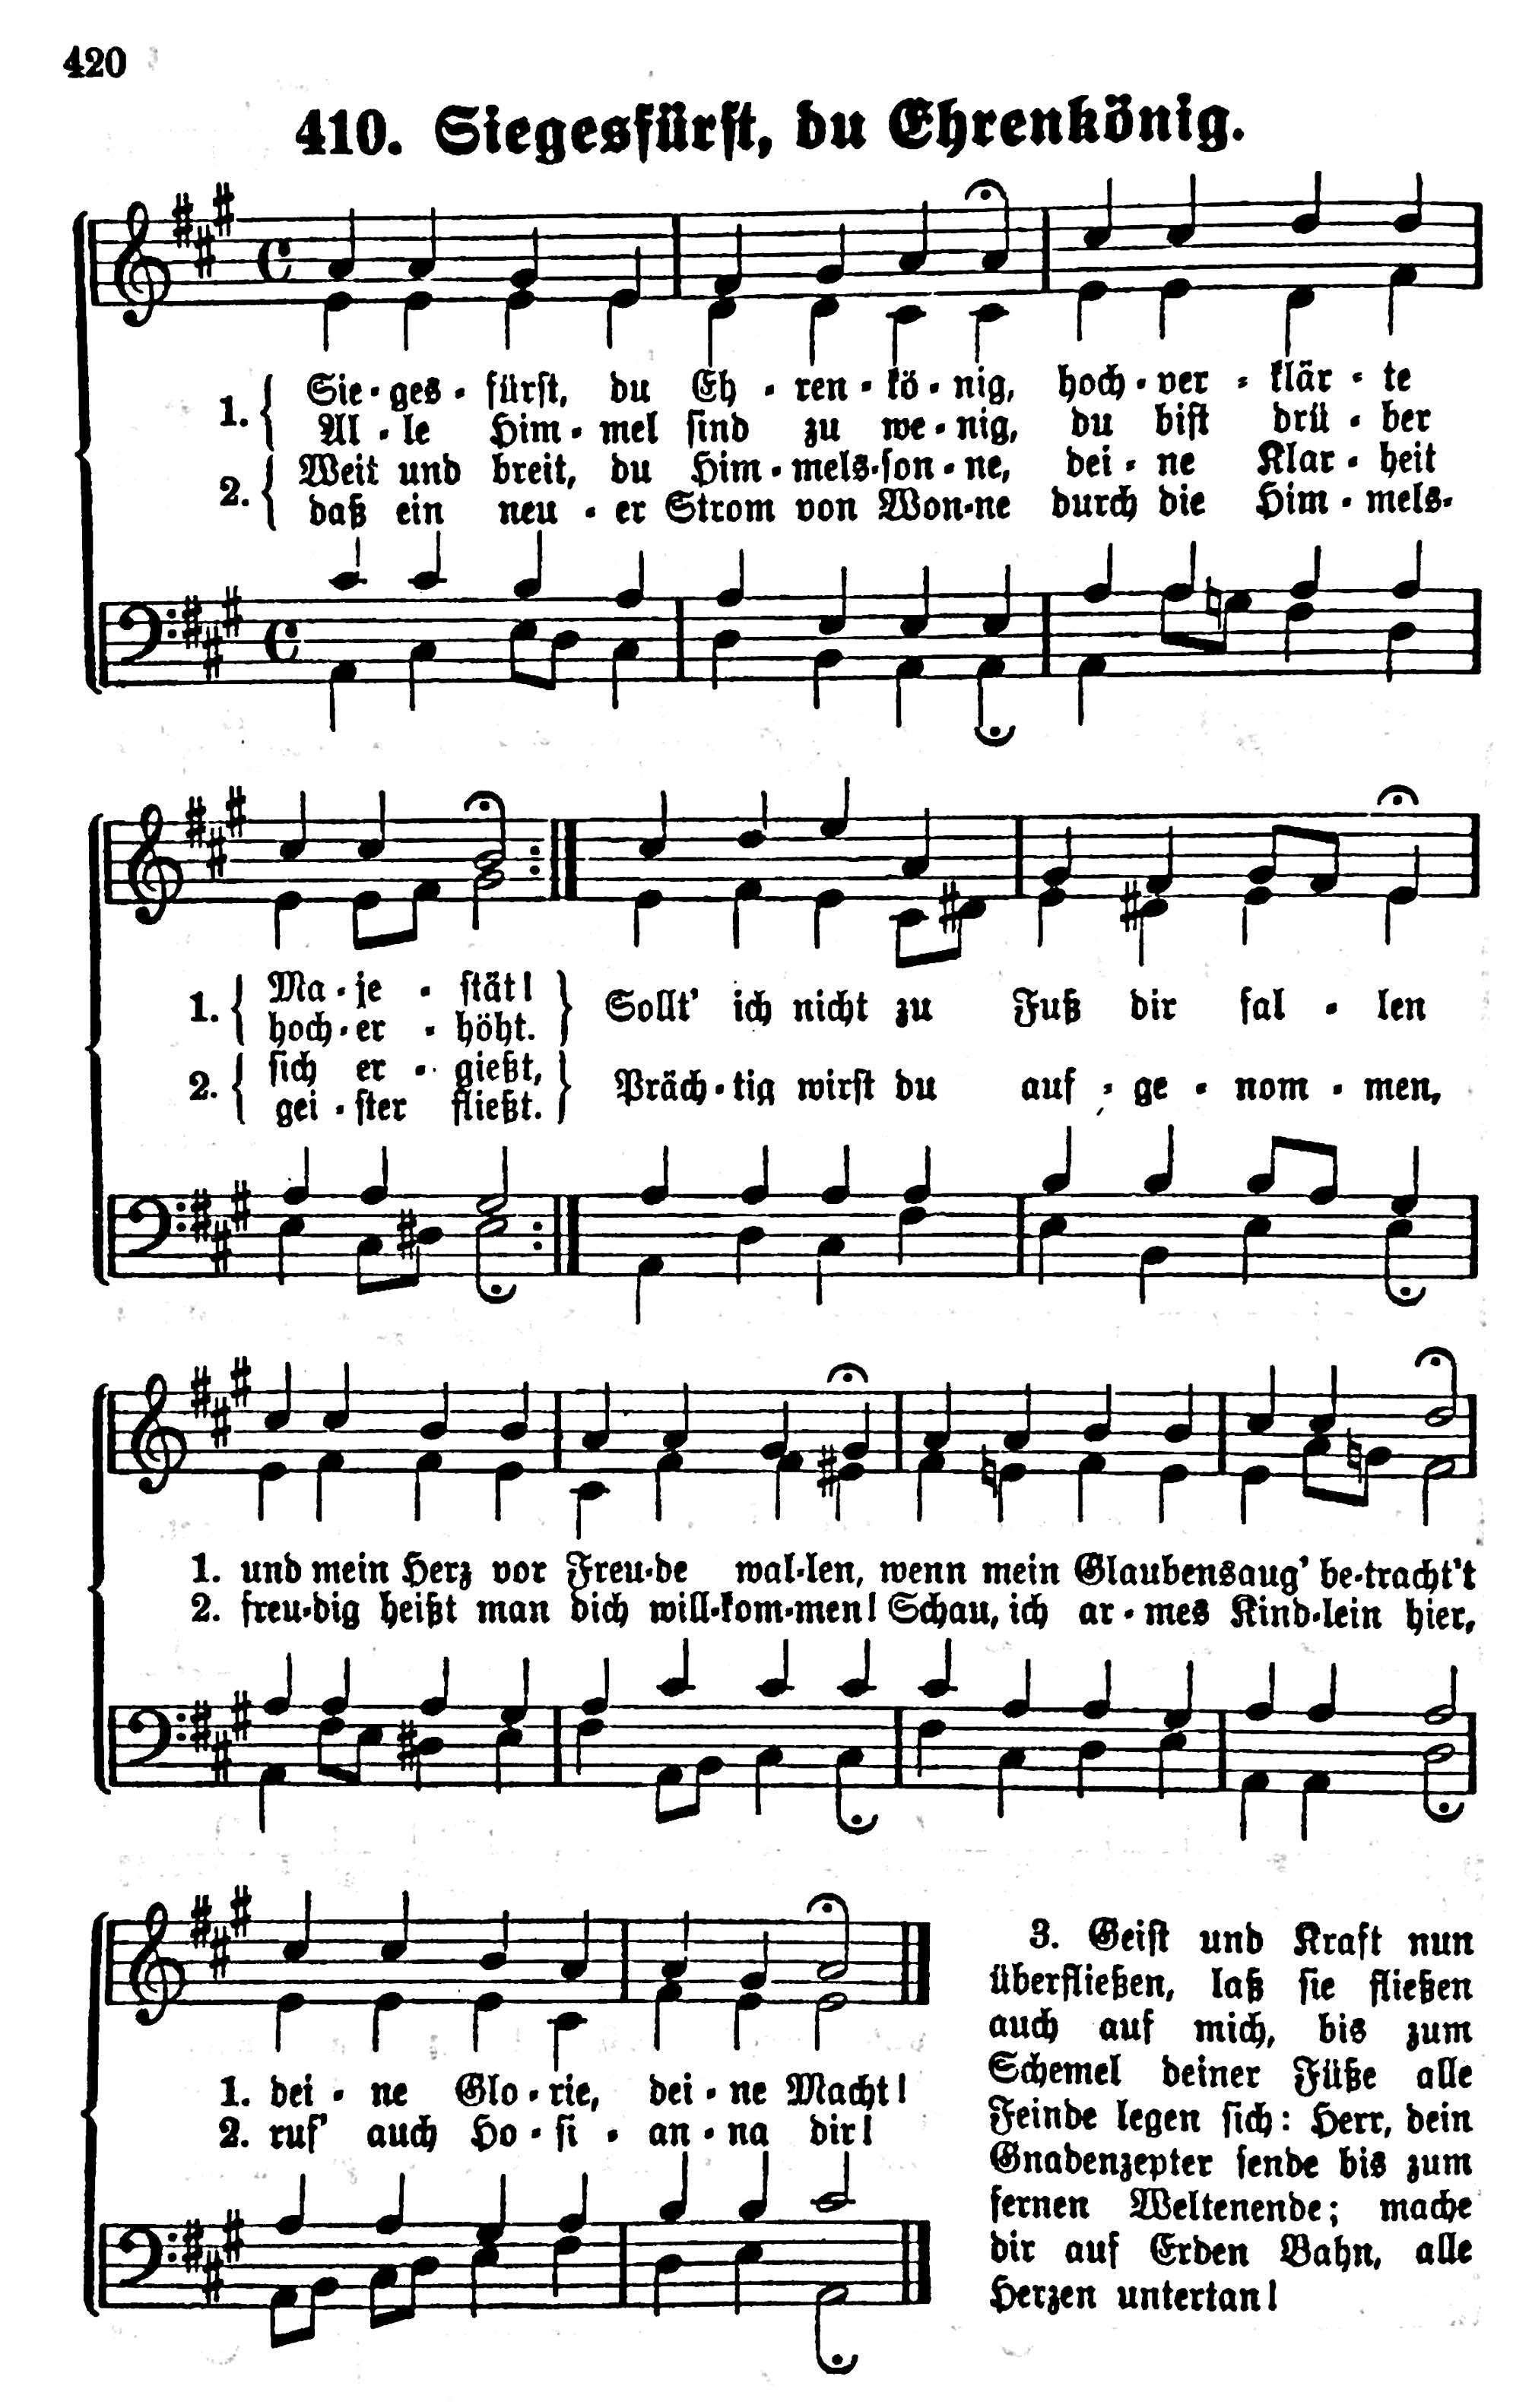 420
410. Siegesfürst, du Ehrenkönig.
1. { Sie-ges-fürst, du Eh-ren-kö-nig, hoch-ver-klär-te
Al-le Him-mel sind zu we-nig, du bist drü-ber
2. { Weit und breit, du Him-mels-son-ne, dei-ne Klar-heit
daß ein neu-er Strom von Won-ne durch die Him-mels-
1. { Ma-je-stät! } Sollt' ich nicht zu Fuß dir fal-len
hoch-er-höht.
2. { sich er-gießt, } Präch-tig wirst du auf-ge-nom-men,
gei-ster fließt.
1. und mein Herz vor Freu-de wal-len, wenn mein Glaubensaug' be-tracht't
2. freu-dig heißt man dich will-kom-men! Schau, ich ar-mes Kind-lein hier,
1. dei-ne Glo-rie, dei-ne Macht!
2. ruf' auch Ho-si-an-na dir!
3. Geist und Kraft nun
überfließen, laß sie fließen
auch auf mich, bis zum
Schemel deiner Füße alle
Feinde legen sich: Herr, dein
Gnadenzepter sende bis zum
fernen Weltenende; mache
dir auf Erden Bahn, alle
Herzen untertan!